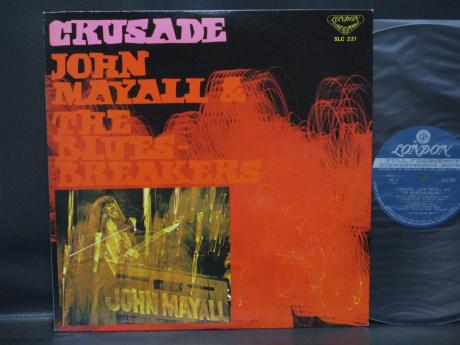 CRUSADE
LONDON
SLC 221
JOHN
MAYALL &
THE
BLUES-
BREAKERS
JOHN MAYALL
LONDON